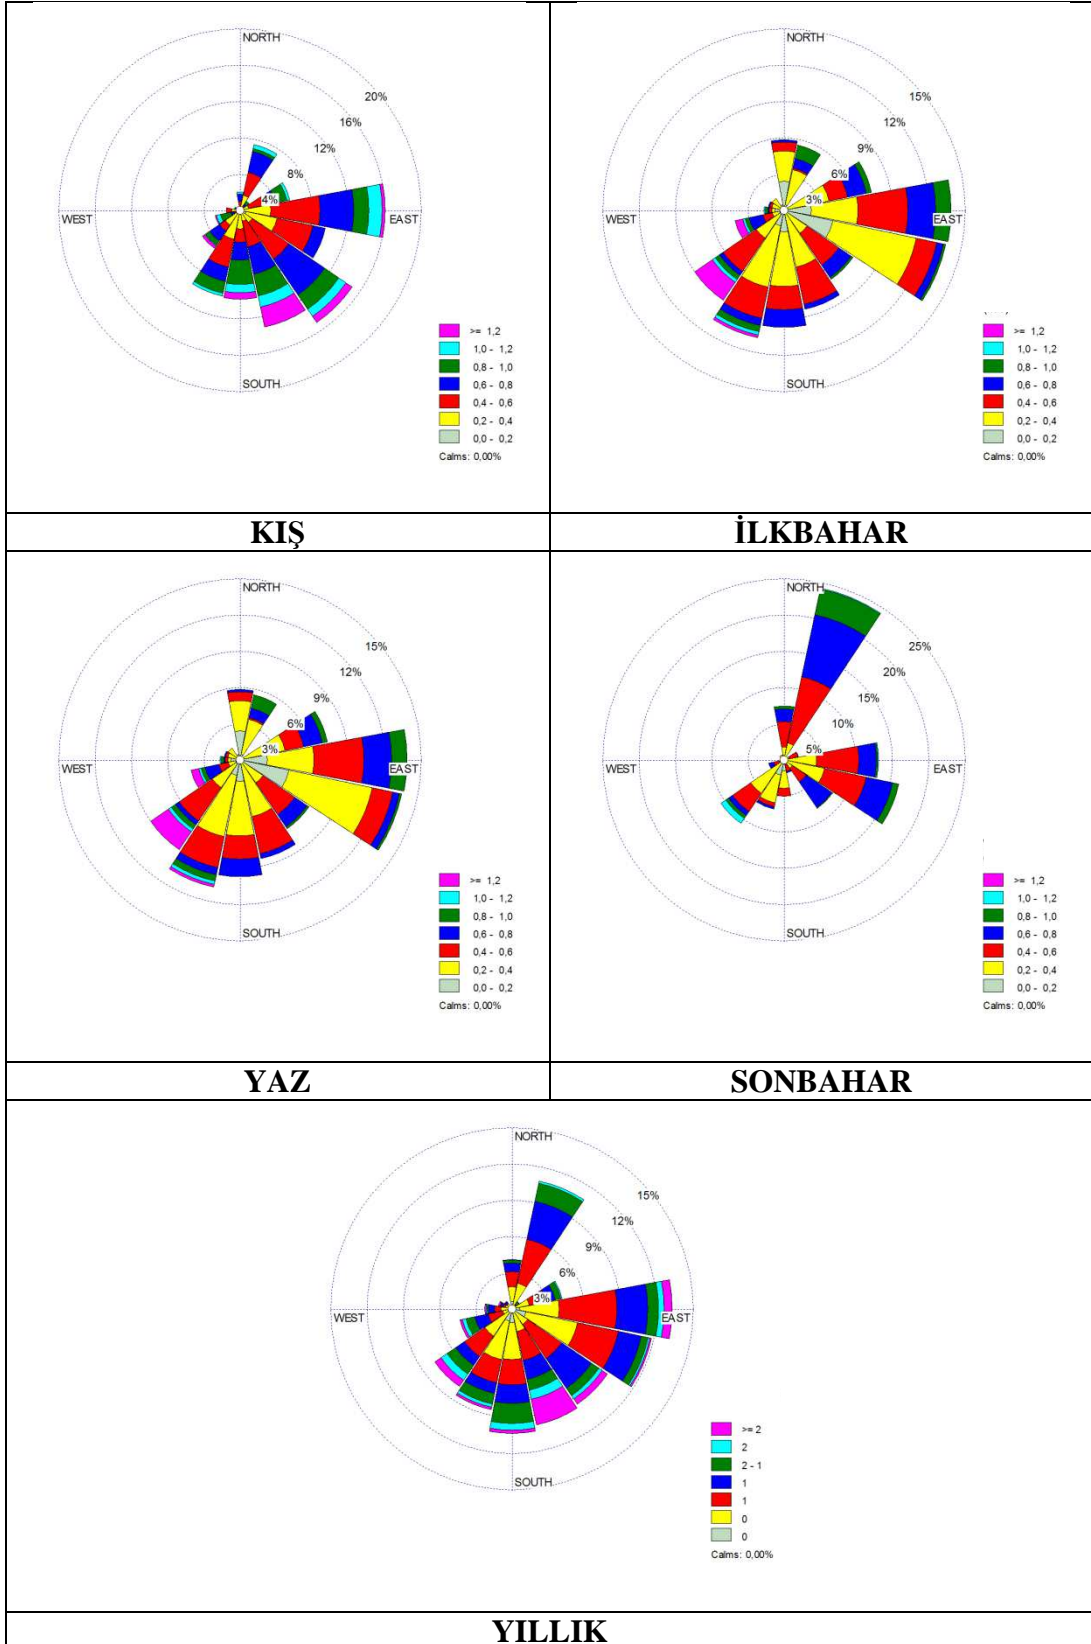 NORTH
20%
16%
12%
8%
4%
WEST
EAST
SOUTH
>= 1,2
1,0 - 1,2
0,8 - 1,0
0,6 - 0,8
0,4 - 0,6
0,2 - 0,4
0,0 - 0,2
Calms: 0,00%
KIŞ
NORTH
15%
12%
9%
6%
3%
WEST
EAST
SOUTH
>= 1,2
1,0 - 1,2
0,8 - 1,0
0,6 - 0,8
0,4 - 0,6
0,2 - 0,4
0,0 - 0,2
Calms: 0,00%
İLKBAHAR
NORTH
15%
12%
9%
6%
3%
WEST
EAST
SOUTH
>= 1,2
1,0 - 1,2
0,8 - 1,0
0,6 - 0,8
0,4 - 0,6
0,2 - 0,4
0,0 - 0,2
Calms: 0,00%
YAZ
NORTH
25%
20%
15%
10%
5%
WEST
EAST
SOUTH
>= 1,2
1,0 - 1,2
0,8 - 1,0
0,6 - 0,8
0,4 - 0,6
0,2 - 0,4
0,0 - 0,2
Calms: 0,00%
SONBAHAR
NORTH
15%
12%
9%
6%
3%
WEST
EAST
SOUTH
>= 2
2
2 - 1
1
1
0
0
Calms: 0,00%
YILLIK